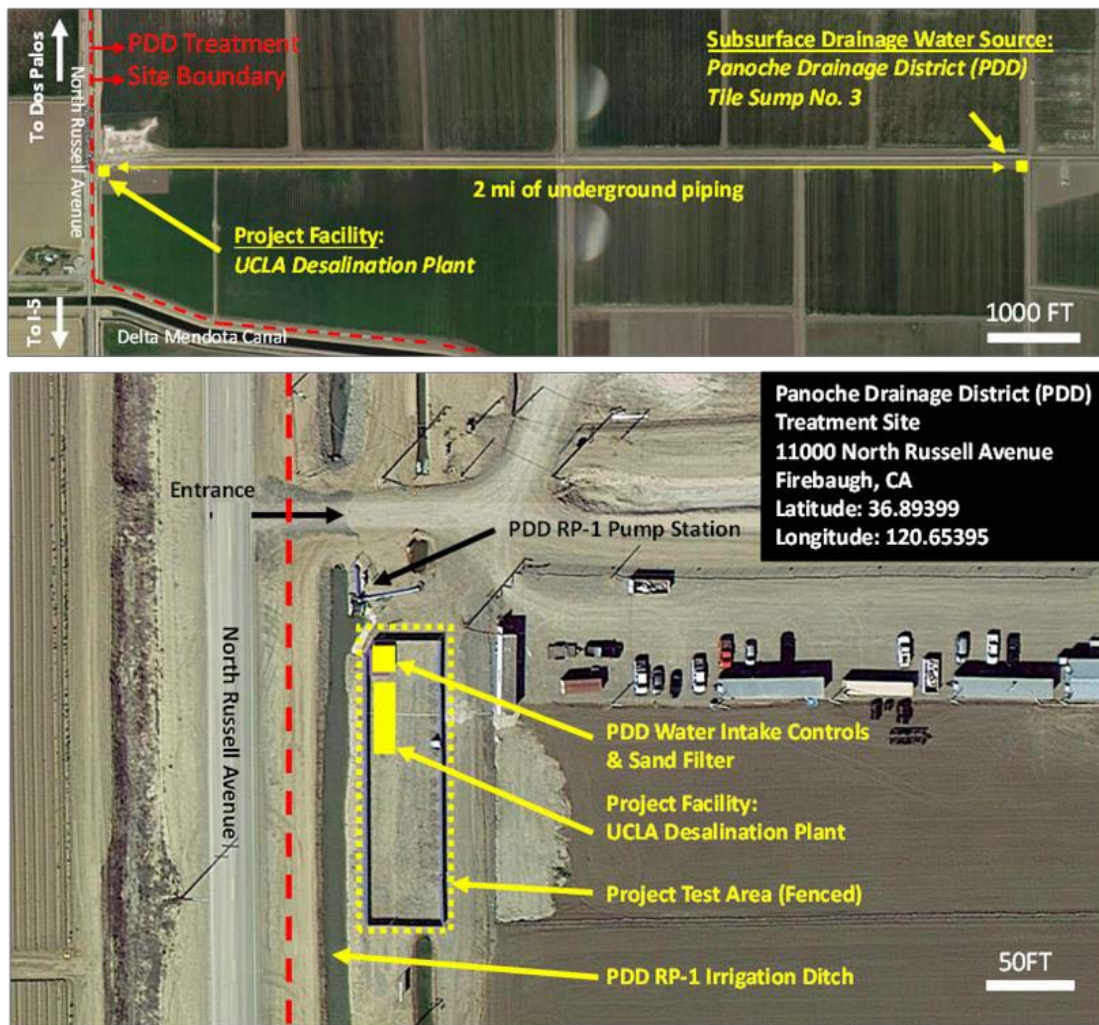 To Dos Palos
North Russell Avenue
PDD Treatment
Site Boundary
Subsurface Drainage Water Source:
Panoche Drainage District (PDD)
Tile Sump No. 3
2 mi of underground piping
Project Facility:
UCLA Desalination Plant
To I-5
Delta Mendota Canal
1000 FT
Panoche Drainage District (PDD)
Treatment Site
11000 North Russell Avenue
Firebaugh, CA
Latitude: 36.89399
Longitude: 120.65395
Entrance
PDD RP-1 Pump Station
North Russell Avenue)
PDD Water Intake Controls
& Sand Filter
Project Facility:
UCLA Desalination Plant
Project Test Area (Fenced)
PDD RP-1 Irrigation Ditch
50FT